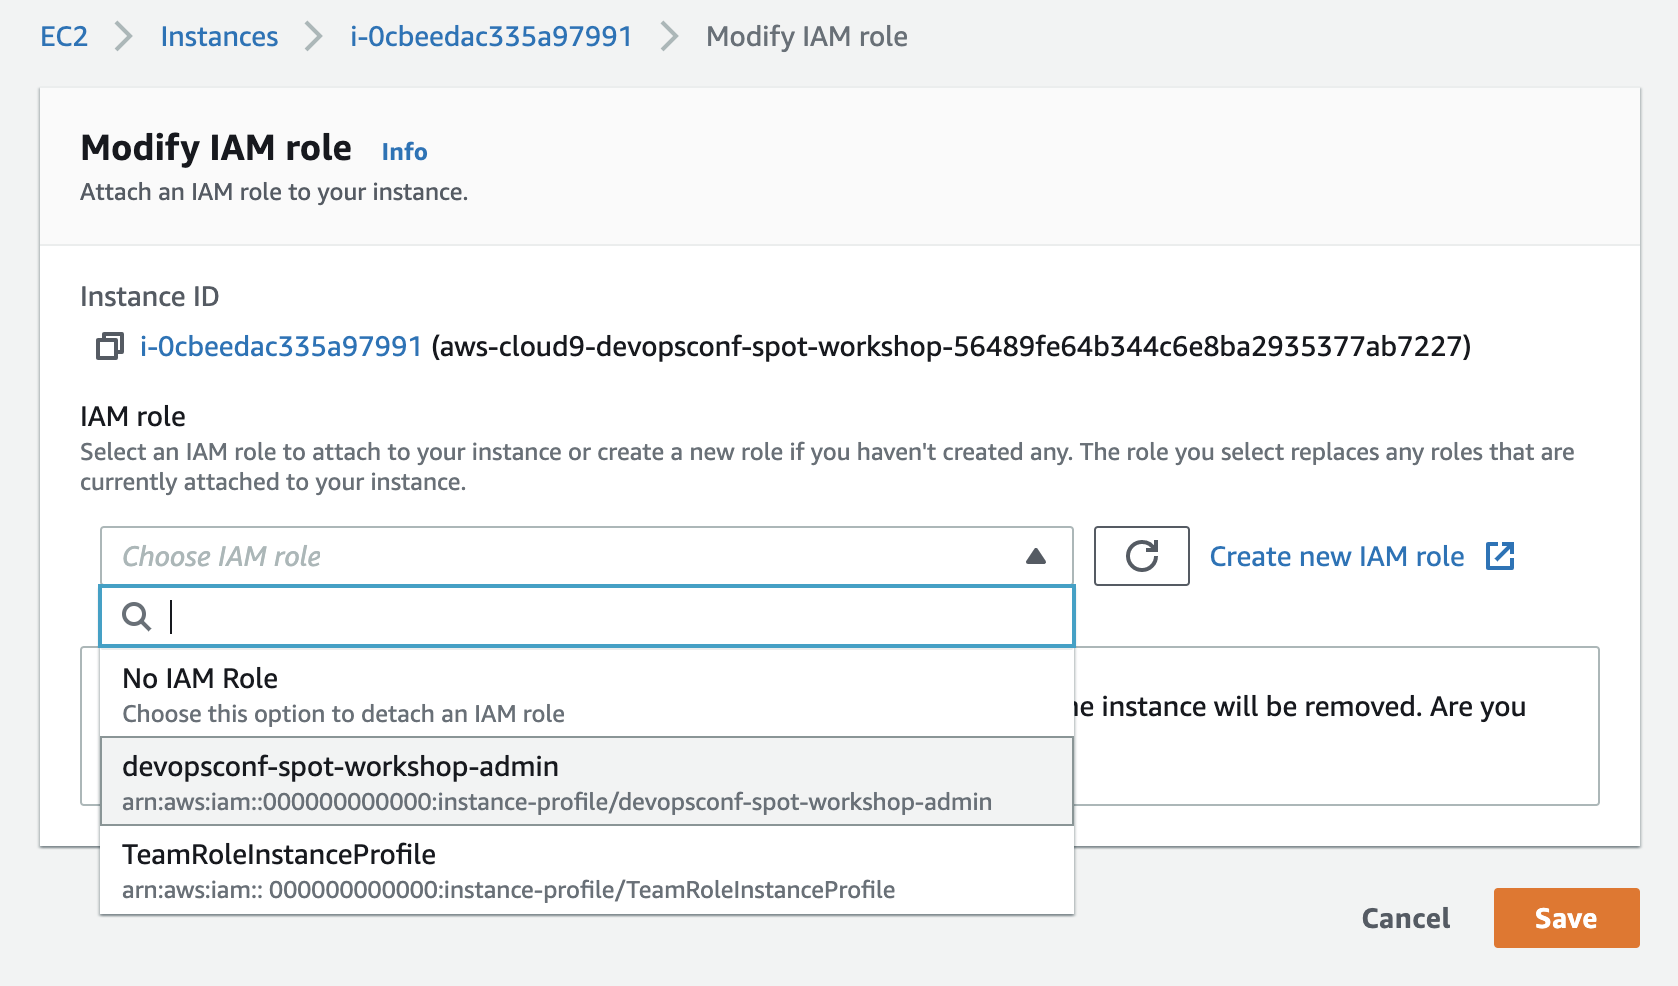 EC2 Instances i-0cbeedac335a97991 Modify IAM role
Modify IAM role Info
Attach an IAM role to your instance.
Instance ID
i-0cbeedac335a97991 (aws-cloud9-devopsconf-spot-workshop-56489fe64b344c6e8ba2935377ab7227)
IAM role
Select an IAM role to attach to your instance or create a new role if you haven't created any. The role you select replaces any roles that are
currently attached to your instance.
Choose IAM role
Create new IAM role
No IAM Role
Choose this option to detach an IAM role
instance will be removed. Are you
devopsconf-spot-workshop-admin
arn:aws:iam::000000000000:instance-profile/devopsconf-spot-workshop-admin
TeamRoleInstanceProfile
arn:aws:iam:: 000000000000:instance-profile/TeamRoleInstanceProfile
Cancel Save